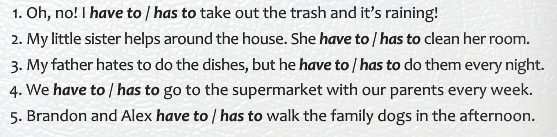 1. Oh, no! I have to / has to take out the trash and it's raining!
2. My little sister helps around the house. She have to / has to clean her room.
3. My father hates to do the dishes, but he have to / has to do them every night.
4. We have to / has to go to the supermarket with our parents every week.
5. Brandon and Alex have to / has to walk the family dogs in the afternoon.